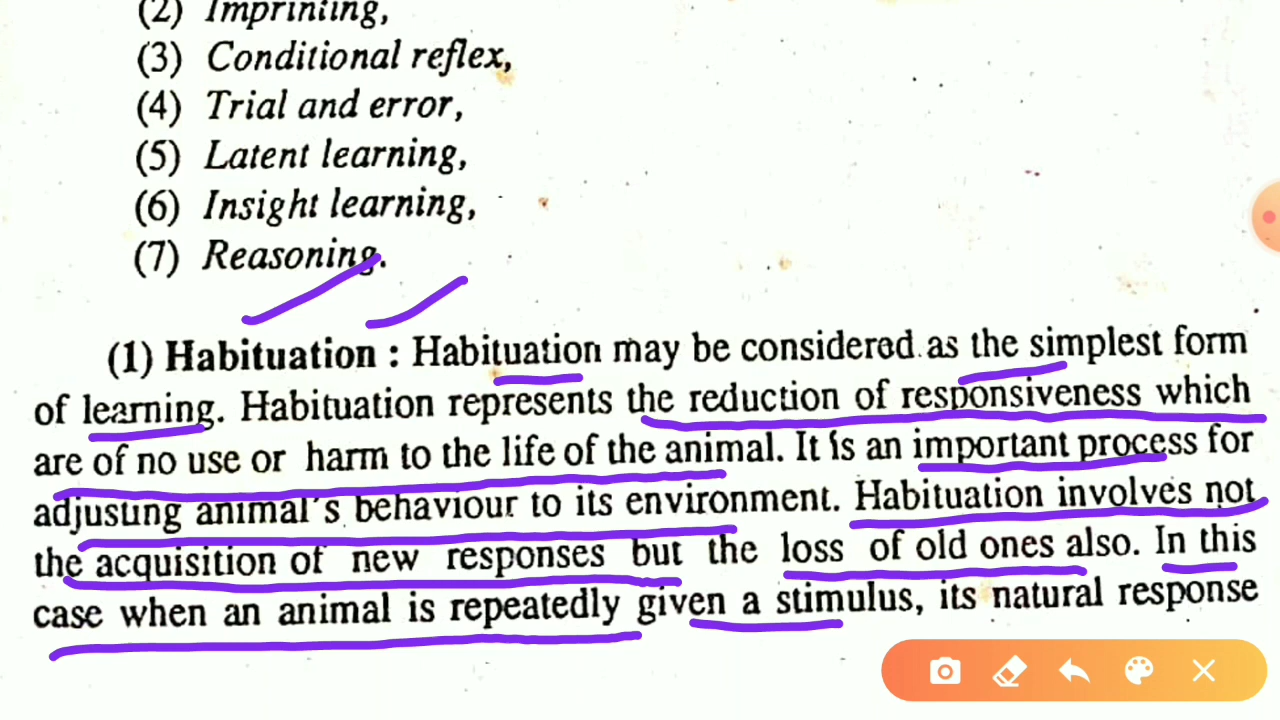 (2) Imprinting,
(3) Conditional reflex,
(4) Trial and error,
(5) Latent learning,
(6) Insight learning,
(7) Reasoning.
(1) Habituation : Habituation may be considered as the simplest form
of learning. Habituation represents the reduction of responsiveness which
are of no use or harm to the life of the animal. It is an important process for
adjusting animal's behaviour to its environment. Habituation involves not
the acquisition of new responses but the loss of old ones also. In this
case when an animal is repeatedly given a stimulus, its natural response